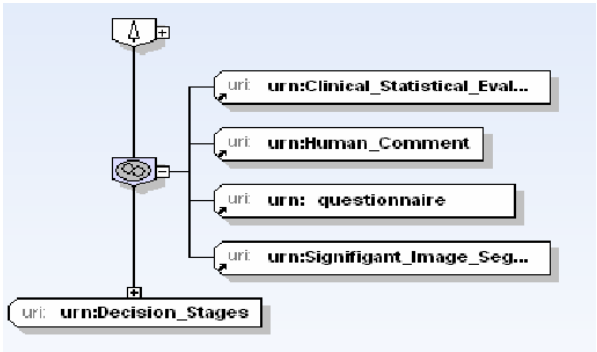 uri: urn:Clinical_Statistical_Eval...
uri: urn:Human_Comment
uri: urn: questionnaire
uri: urn:Signifigant_Image_Seg...
uri: urn:Decision_Stages